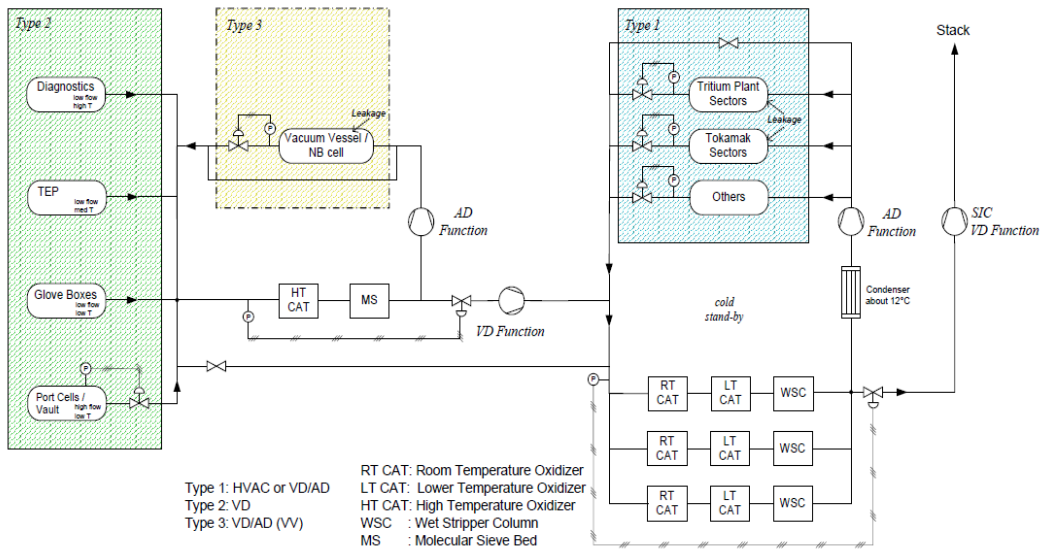 Type 2
Type 3
Type 1
Stack
Diagnostics
low flow
high T
P
Leakage
Vacuum Vessel /
NB cell
P
Tritium Plant
Sectors
Leakage
P
Tokamak
Sectors
P
Others
TEP
low flow
med T
AD
Function
AD
Function
SIC
VD Function
Glove Boxes
low flow
low T
HT
CAT
MS
P
VD Function
cold
stand-by
Condenser
about 12°C
P
Port Cells /
Vault
high flow
low T
P
RT
CAT
LT
CAT
WSC
RT
CAT
LT
CAT
WSC
RT
CAT
LT
CAT
WSC
Type 1: HVAC or VD/AD
Type 2: VD
Type 3: VD/AD (VV)
RT CAT: Room Temperature Oxidizer
LT CAT: Lower Temperature Oxidizer
HT CAT: High Temperature Oxidizer
WSC : Wet Stripper Column
MS : Molecular Sieve Bed